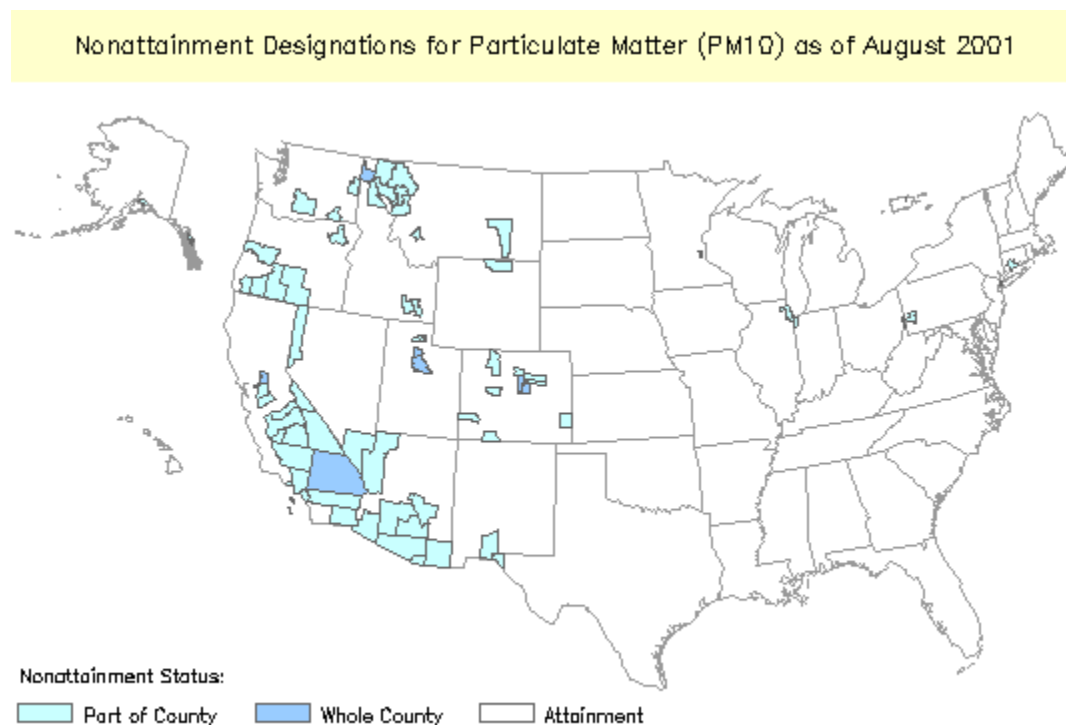 Nonattainment Designations for Particulate Matter (PM10) as of August 2001
Nonattainment Status:
Part of County
Whole County
Attainment